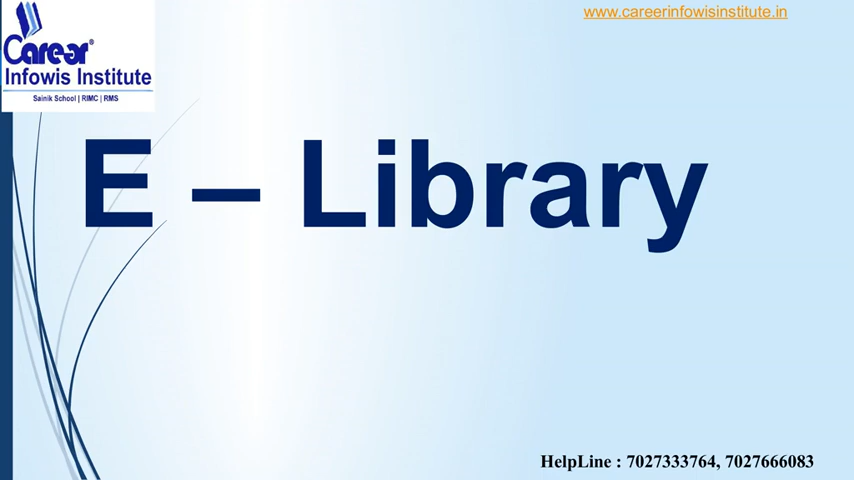 www.careerinfowisinstitute.in
Career®
Infowis Institute
Sainik School | RIMC | RMS
E – Library
HelpLine : 7027333764, 7027666083